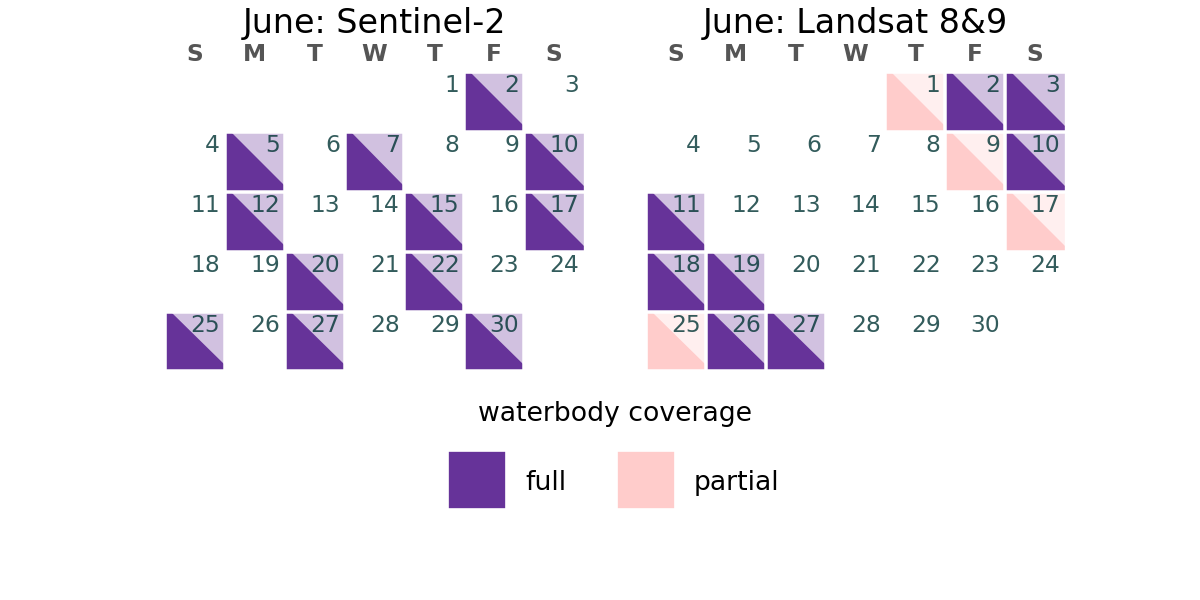 June: Sentinel-2
S M T W T F S
1 2 3
4 5 6 7 8 9 10
11 12 13 14 15 16 17
18 19 20 21 22 23 24
25 26 27 28 29 30
June: Landsat 8&9
S M T W T F S
1 2 3
4 5 6 7 8 9 10
11 12 13 14 15 16 17
18 19 20 21 22 23 24
25 26 27 28 29 30
waterbody coverage
full partial